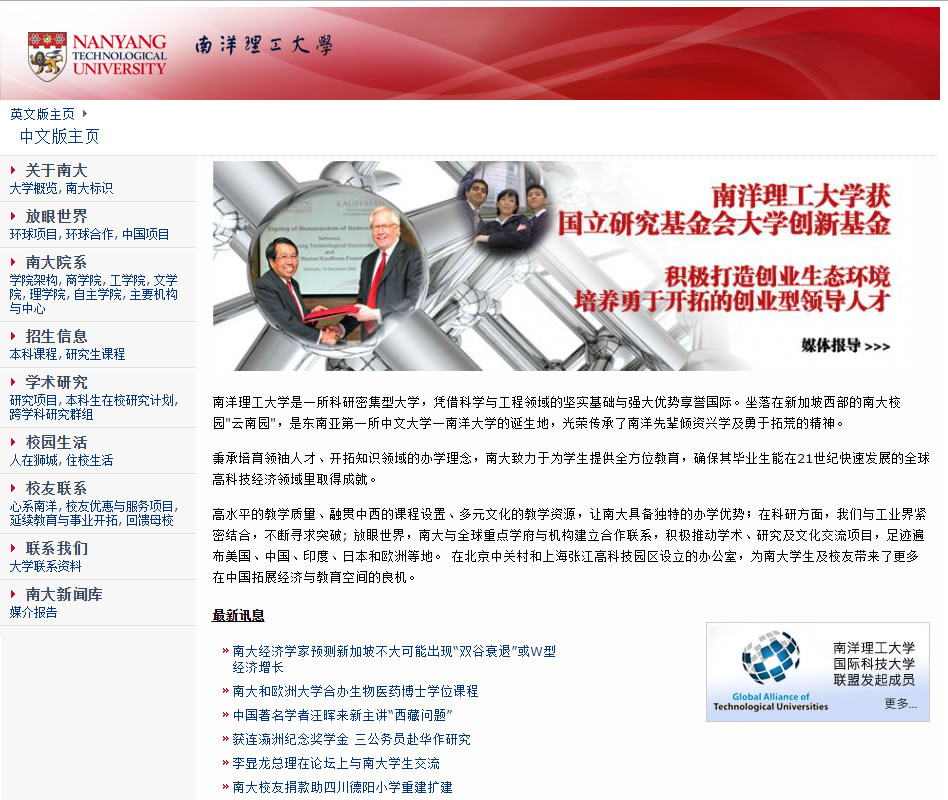 NANYANG
TECHNOLOGICAL
UNIVERSITY
南洋理工大學
英文版主页
中文版主页
关于南大
大学概览, 南大标识
放眼世界
环球项目, 环球合作, 中国项目
南大院系
学院架构, 商学院, 工学院, 文学
院, 理学院, 自主学院, 主要机构
与中心
招生信息
本科课程, 研究生课程
学术研究
研究项目, 本科生在校研究计划,
跨学科研究群组
校园生活
人在狮城, 住校生活
校友联系
心系南洋, 校友优惠与服务项目,
延续教育与事业开拓, 回馈母校
联系我们
大学联系资料
南大新闻库
媒介报告
KAUFFMAN
Signing of Memorandum of Understanding
between
Nanyang Technological University
and
南洋理工大学获
国立研究基金会大学创新基金
积极打造创业生态环境
培养勇于开拓的创业型领导人才
媒体报导 >>>
南洋理工大学是一所科研密集型大学，凭借科学与工程领域的坚实基础与强大优势享誉国际。坐落在新加坡西部的南大校
园"云南园"，是东南亚第一所中文大学一南洋大学的诞生地，光荣传承了南洋先辈倾资兴学及勇于拓荒的精神。
秉承培育领袖人才、开拓知识领域的办学理念，南大致力于为学生提供全方位教育，确保其毕业生能在21世纪快速发展的全球
高科技经济领域里取得成就。
高水平的教学质量、融贯中西的课程设置、多元文化的教学资源，让南大具备独特的办学优势；在科研方面，我们与工业界紧
密结合，不断寻求突破; 放眼世界，南大与全球重点学府与机构建立合作联系，积极推动学术、研究及文化交流项目，足迹遍
布美国、中国、印度、日本和欧洲等地。 在北京中关村和上海张江高科技园区设立的办公室，为南大学生及校友带来了更多
在中国拓展经济与教育空间的良机。
最新讯息
南大经济学家预测新加坡不大可能出现“双谷衰退”或W型
经济增长
南大和欧洲大学合办生物医药博士学位课程
中国著名学者汪晖来新主讲“西藏问题”
获连瀛洲纪念奖学金 三公务员赴华作研究
李显龙总理在论坛上与南大学生交流
南大校友捐款助四川德阳小学重建扩建
Global Alliance of
Technological Universities
南洋理工大学
国际科技大学
联盟发起成员
更多...